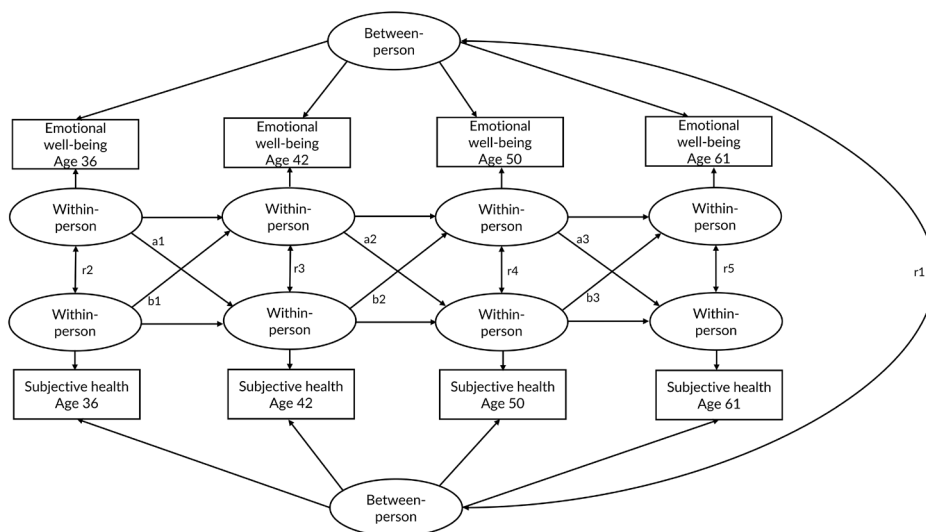 Between-
person
Emotional
well-being
Age 36
Emotional
well-being
Age 42
Emotional
well-being
Age 50
Emotional
well-being
Age 61
Within-
person
Within-
person
Within-
person
Within-
person
a1
a2
a3
r2
r3
r4
r5
r1
b1
b2
b3
Within-
person
Within-
person
Within-
person
Within-
person
Subjective health
Age 36
Subjective health
Age 42
Subjective health
Age 50
Subjective health
Age 61
Between-
person